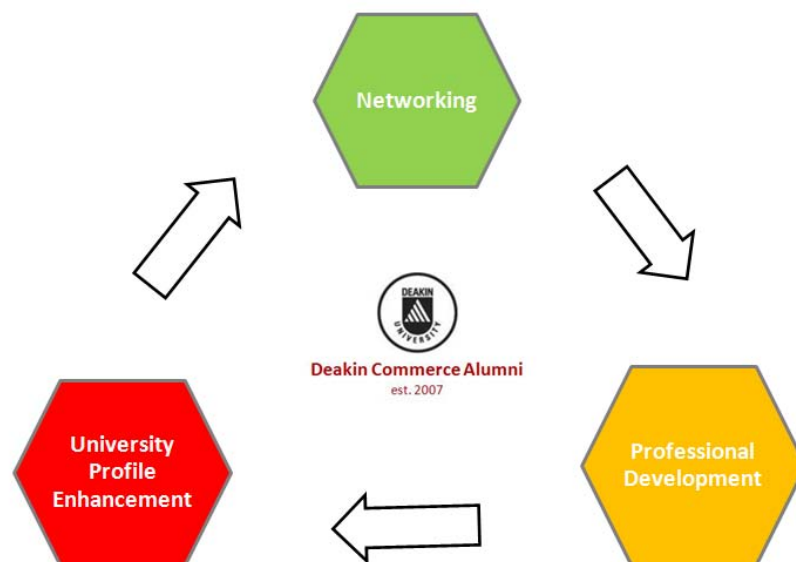 Networking
DEAKIN
UNIVERSITY
Deakin Commerce Alumni
est. 2007
University
Profile
Enhancement
Professional
Development